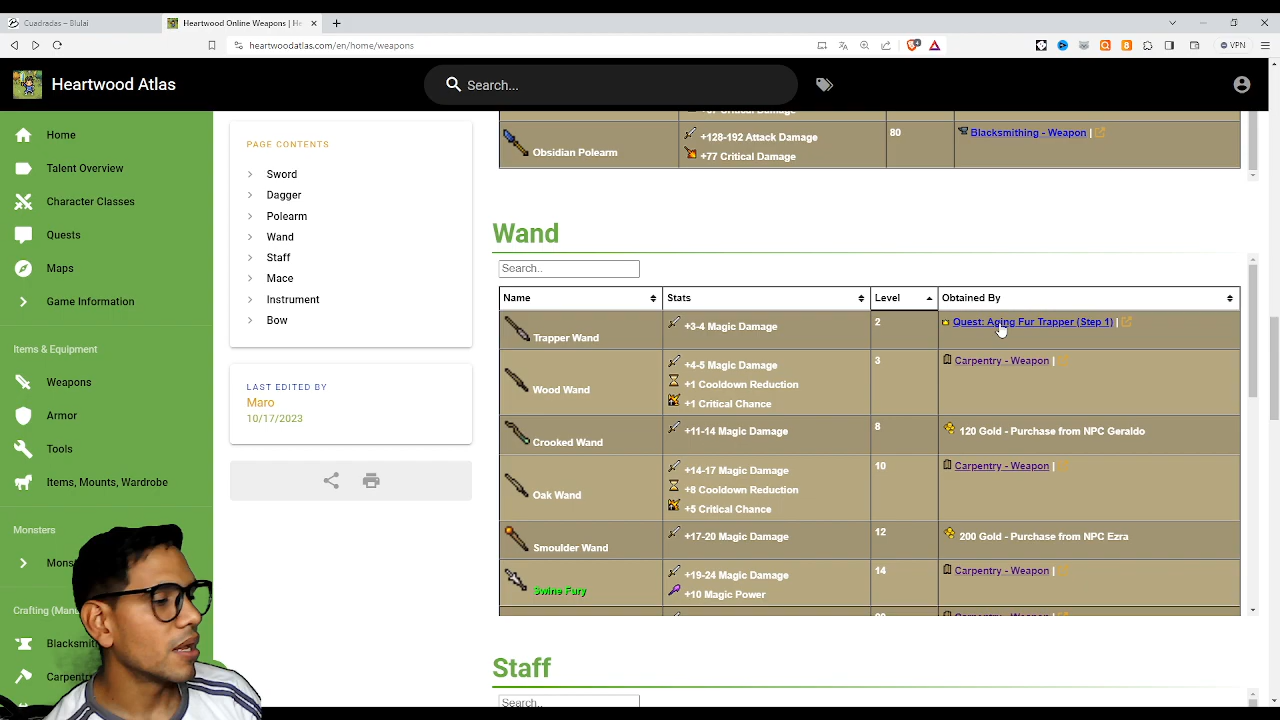 Cuadradas – Blulai
Heartwood Online Weapons | He
heartwoodatlas.com/en/home/weapons
VPN
Heartwood Atlas
Search...
Home
Talent Overview
Character Classes
Quests
Maps
Game Information
Items & Equipment
Weapons
Armor
Tools
Items, Mounts, Wardrobe
Monsters
Crafting
PAGE CONTENTS
Sword
Dagger
Polearm
Wand
Staff
Mace
Instrument
Bow
LAST EDITED BY
Maro
10/17/2023
Obsidian Polearm
+128-192 Attack Damage
+77 Critical Damage
80
Blacksmithing - Weapon |
Wand
Search..
Name Stats Level Obtained By
Trapper Wand
+3-4 Magic Damage
2
Quest: Aging Fur Trapper (Step 1) |
Wood Wand
+4-5 Magic Damage
+1 Cooldown Reduction
+1 Critical Chance
3
Carpentry - Weapon |
Crooked Wand
+11-14 Magic Damage
8
120 Gold - Purchase from NPC Geraldo
Oak Wand
+14-17 Magic Damage
+8 Cooldown Reduction
+5 Critical Chance
10
Carpentry - Weapon |
Smoulder Wand
+17-20 Magic Damage
12
200 Gold - Purchase from NPC Ezra
Swine Fury
+19-24 Magic Damage
+10 Magic Power
14
Carpentry - Weapon |
Staff
Search..